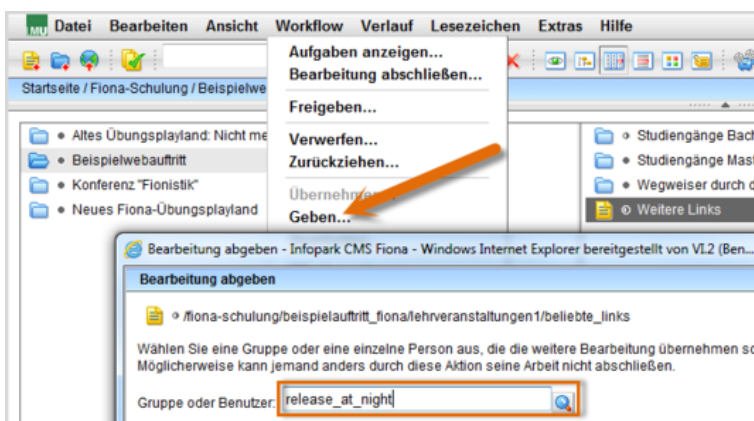 MU Datei Bearbeiten Ansicht Workflow Verlauf Lesezeichen Extras Hilfe
Aufgaben anzeigen...
Bearbeitung abschließen...
Startseite / Fiona-Schulung / Beispielwe
Freigeben...
Altes Übungsplayland: Nicht me
Verwerfen...
Studiengänge Bach
Beispielwebauftritt
Zurückziehen...
Studiengänge Mast
Konferenz "Fionistik"
Wegweiser durch d
Übernehmen...
Neues Fiona-Übungsplayland
Geben...
Weitere Links
Bearbeitung abgeben - Infopark CMS Fiona - Windows Internet Explorer bereitgestellt von VI.2 (Ben...
Bearbeitung abgeben
/fiona-schulung/beispielauftritt_fiona/lehrveranstaltungen1/beliebte_links
Wählen Sie eine Gruppe oder eine einzelne Person aus, die die weitere Bearbeitung übernehmen so
Möglicherweise kann jemand anders durch diese Aktion seine Arbeit nicht abschließen.
Gruppe oder Benutzer: release_at_night